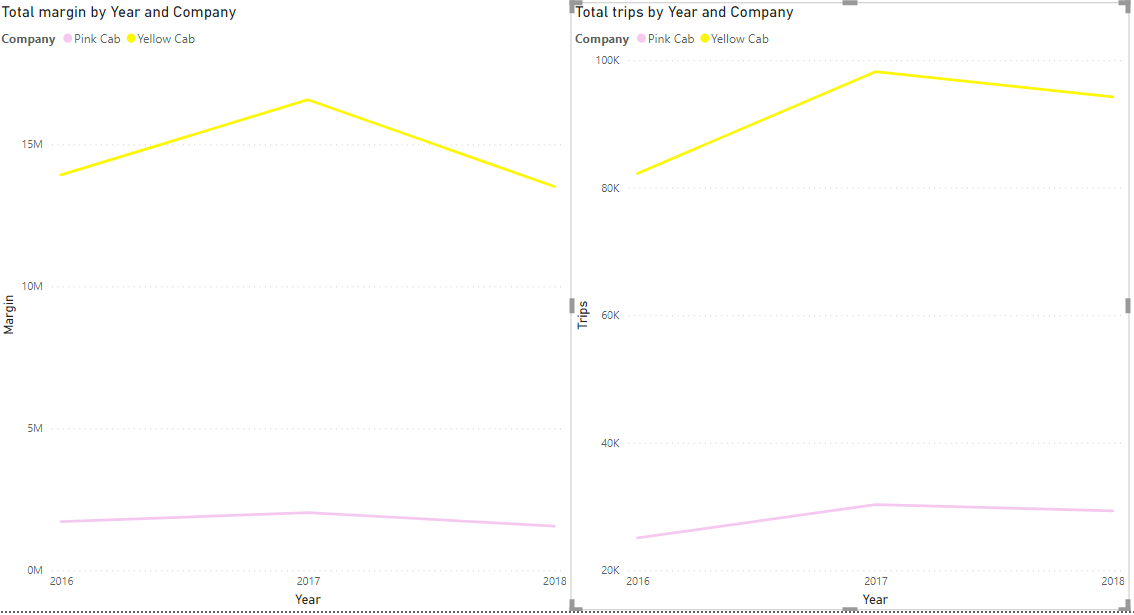 Total margin by Year and Company
Company Pink Cab Yellow Cab
15M
10M
5M
0M
Margin
2016 2017 2018
Year
Total trips by Year and Company
Company Pink Cab Yellow Cab
100K
80K
60K
40K
20K
Trips
2016 2017 2018
Year